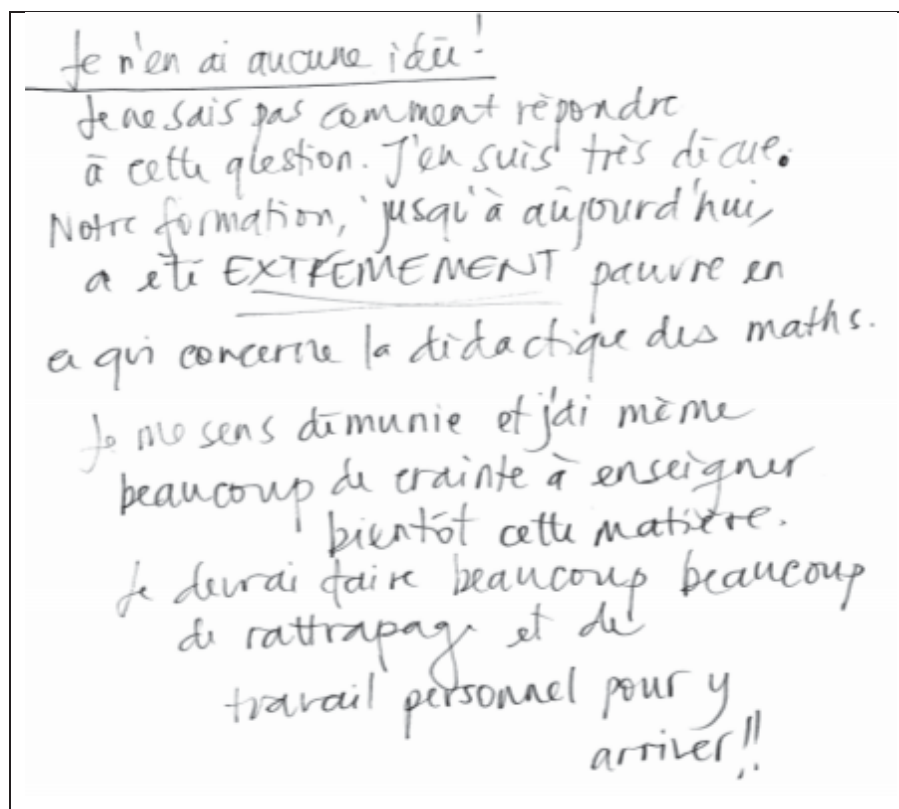 Je n'en ai aucune idée !
Je ne sais pas comment répondre
à cette question. J'en suis très déçue.
Notre formation, jusqu'à aujourd'hui,
a été EXTREMEMENT pauvre en
ce qui concerne la didactique des maths.
Je me sens démunie et j'ai même
beaucoup de crainte à enseigner
bientôt cette matière.
Je devrai faire beaucoup beaucoup
de rattrapage et de
travail personnel pour y
arriver !!